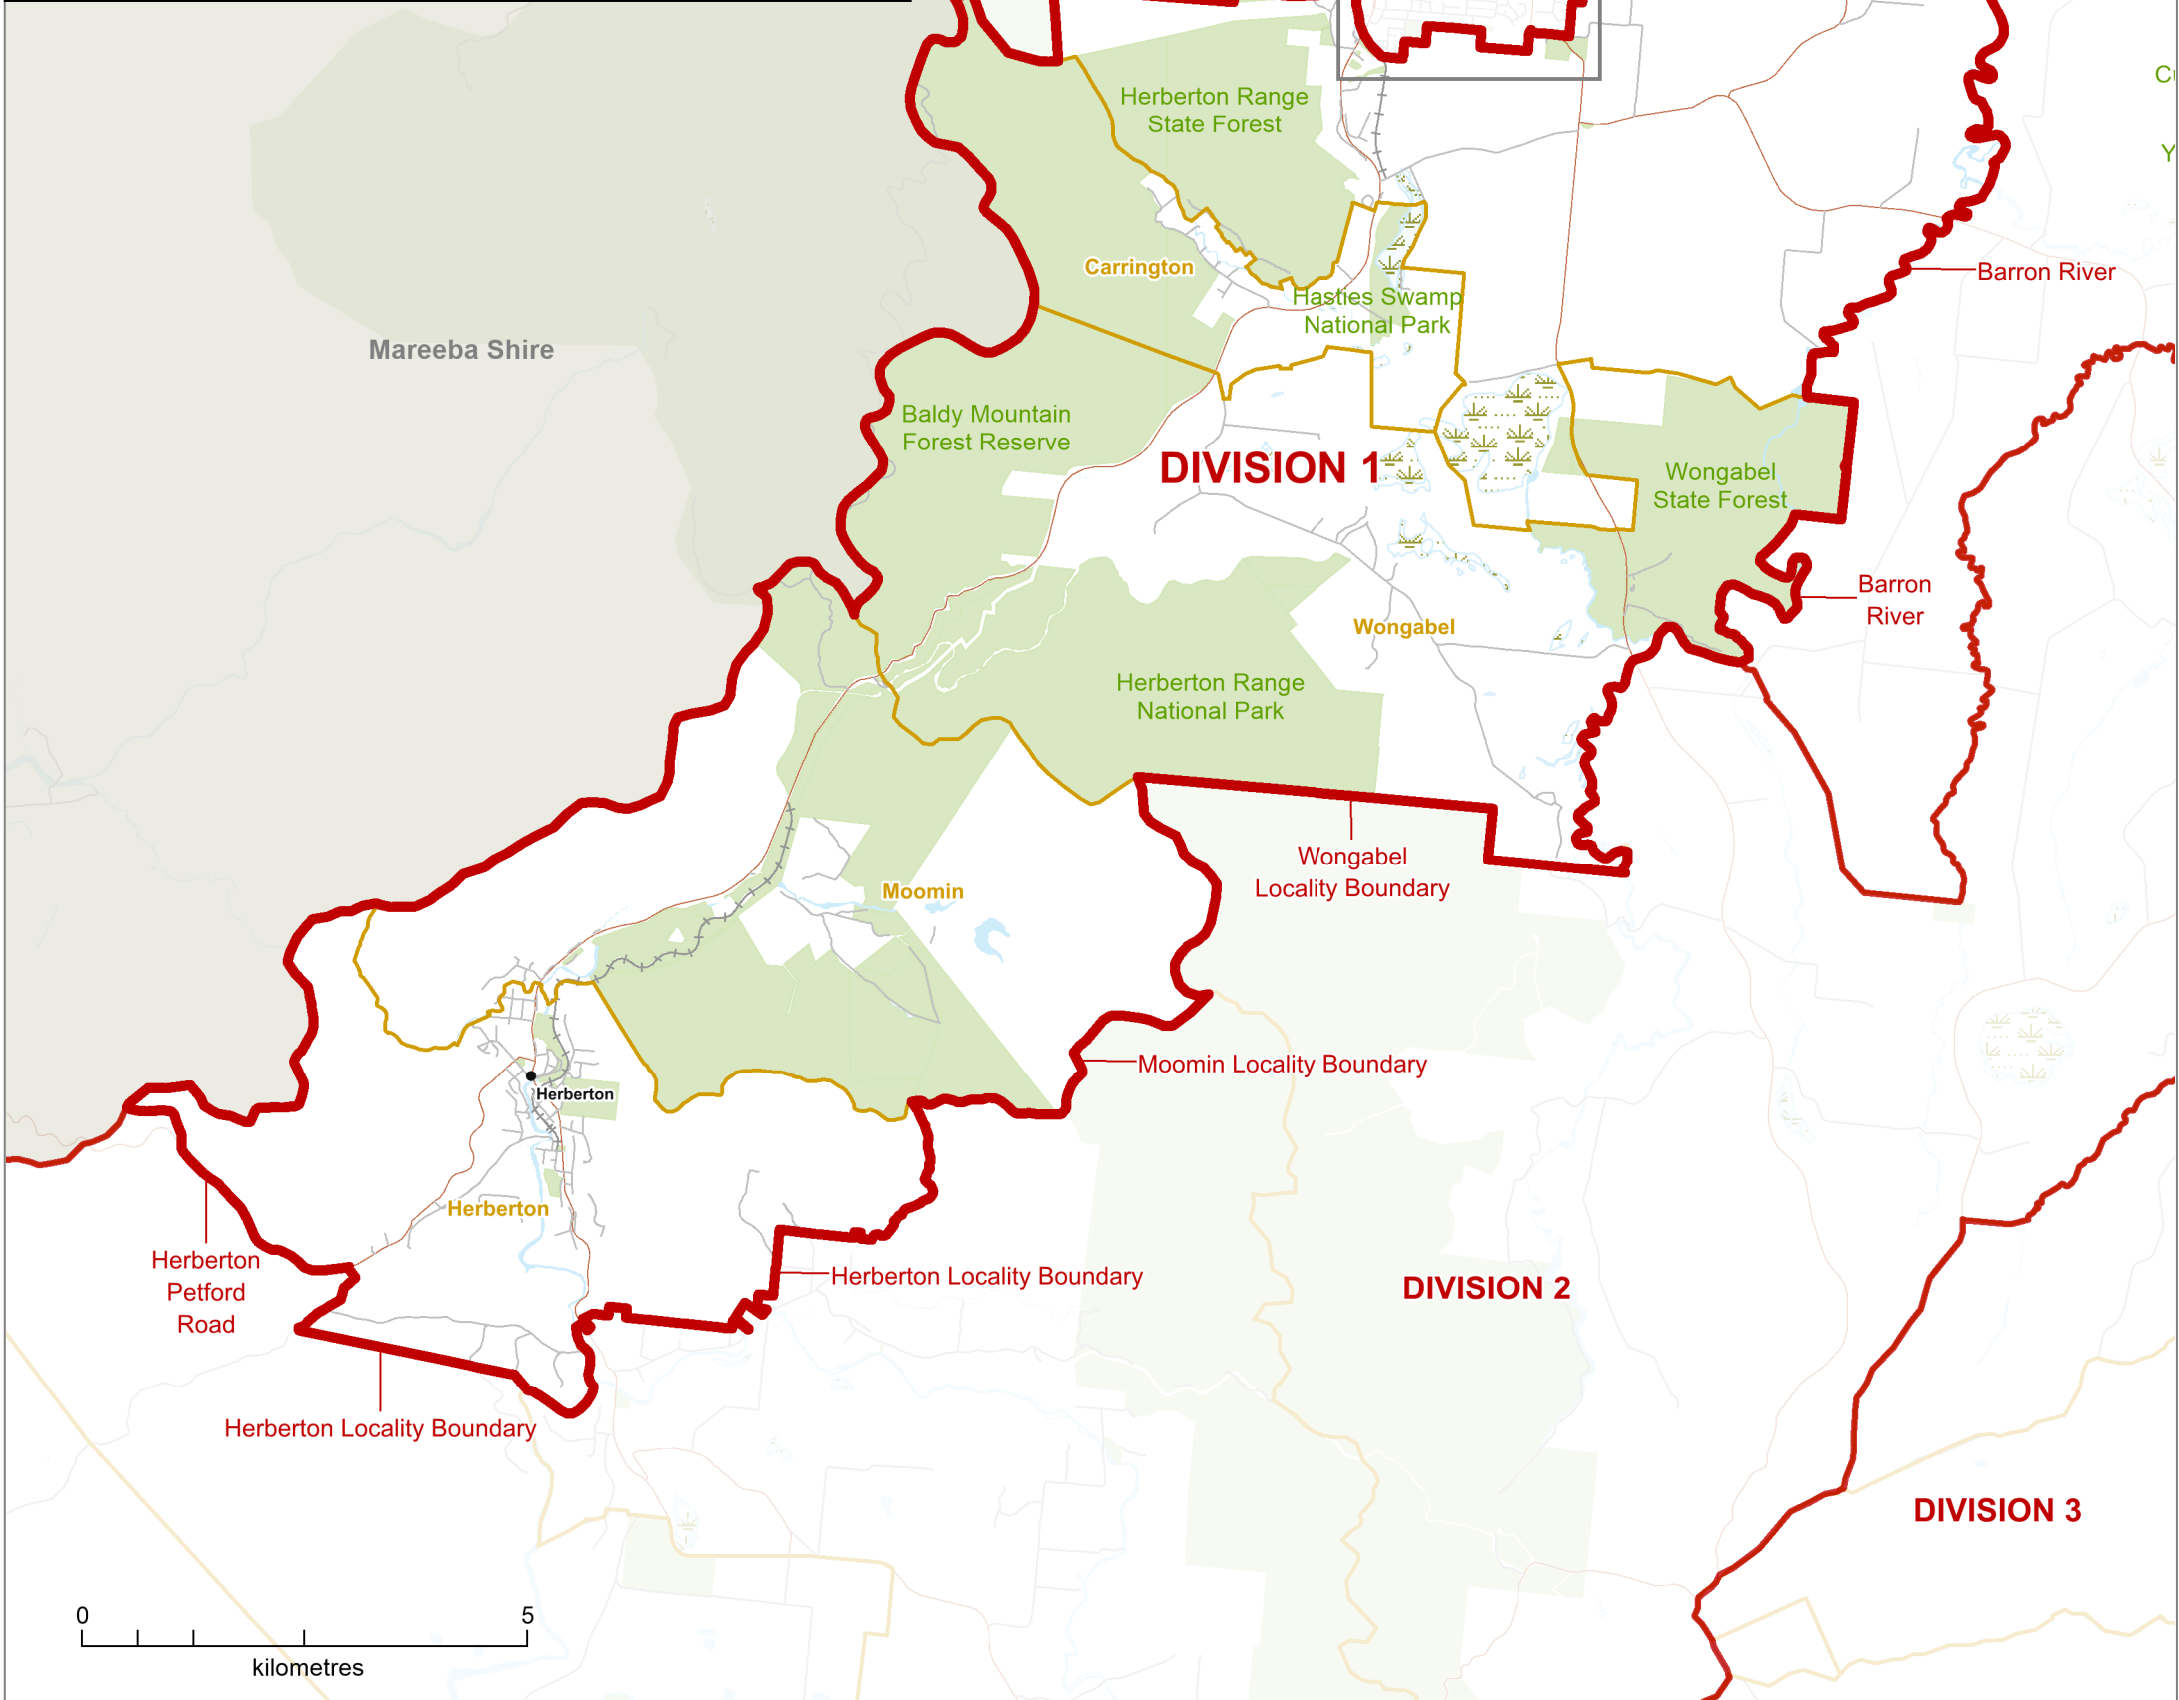 Herberton Range
State Forest
Carrington
Hasties Swamp
National Park
Barron River
Mareeba Shire
Baldy Mountain
Forest Reserve
DIVISION 1
Wongabel
State Forest
Barron
River
Wongabel
Herberton Range
National Park
Wongabel
Locality Boundary
Moomin
Moomin Locality Boundary
Herberton
Herberton
Herberton
Petford
Road
Herberton Locality Boundary
DIVISION 2
Herberton Locality Boundary
DIVISION 3
0 5
kilometres